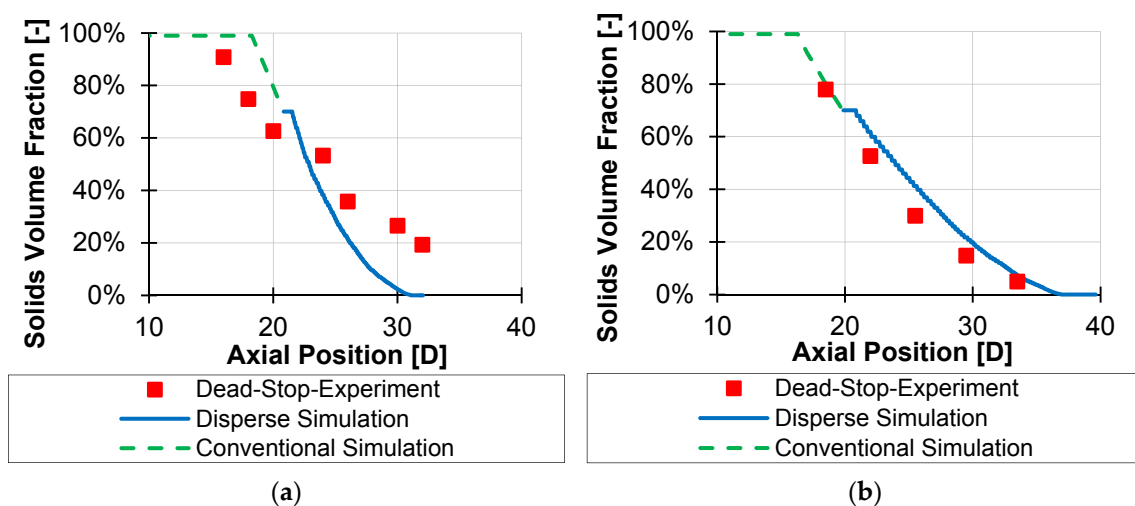 Solids Volume Fraction [-]
100%
80%
60%
40%
20%
0%
10
20
30
40
Axial Position [D]
Dead-Stop-Experiment
Disperse Simulation
Conventional Simulation
(a)
Solids Volume Fraction [-]
100%
80%
60%
40%
20%
0%
10
20
30
40
Axial Position [D]
Dead-Stop-Experiment
Disperse Simulation
Conventional Simulation
(b)